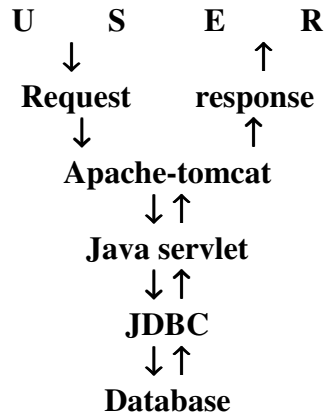 U S E R
↓ ↑
Request response
↓ ↑
Apache-tomcat
↓↑
Java servlet
↓↑
JDBC
↓↑
Database